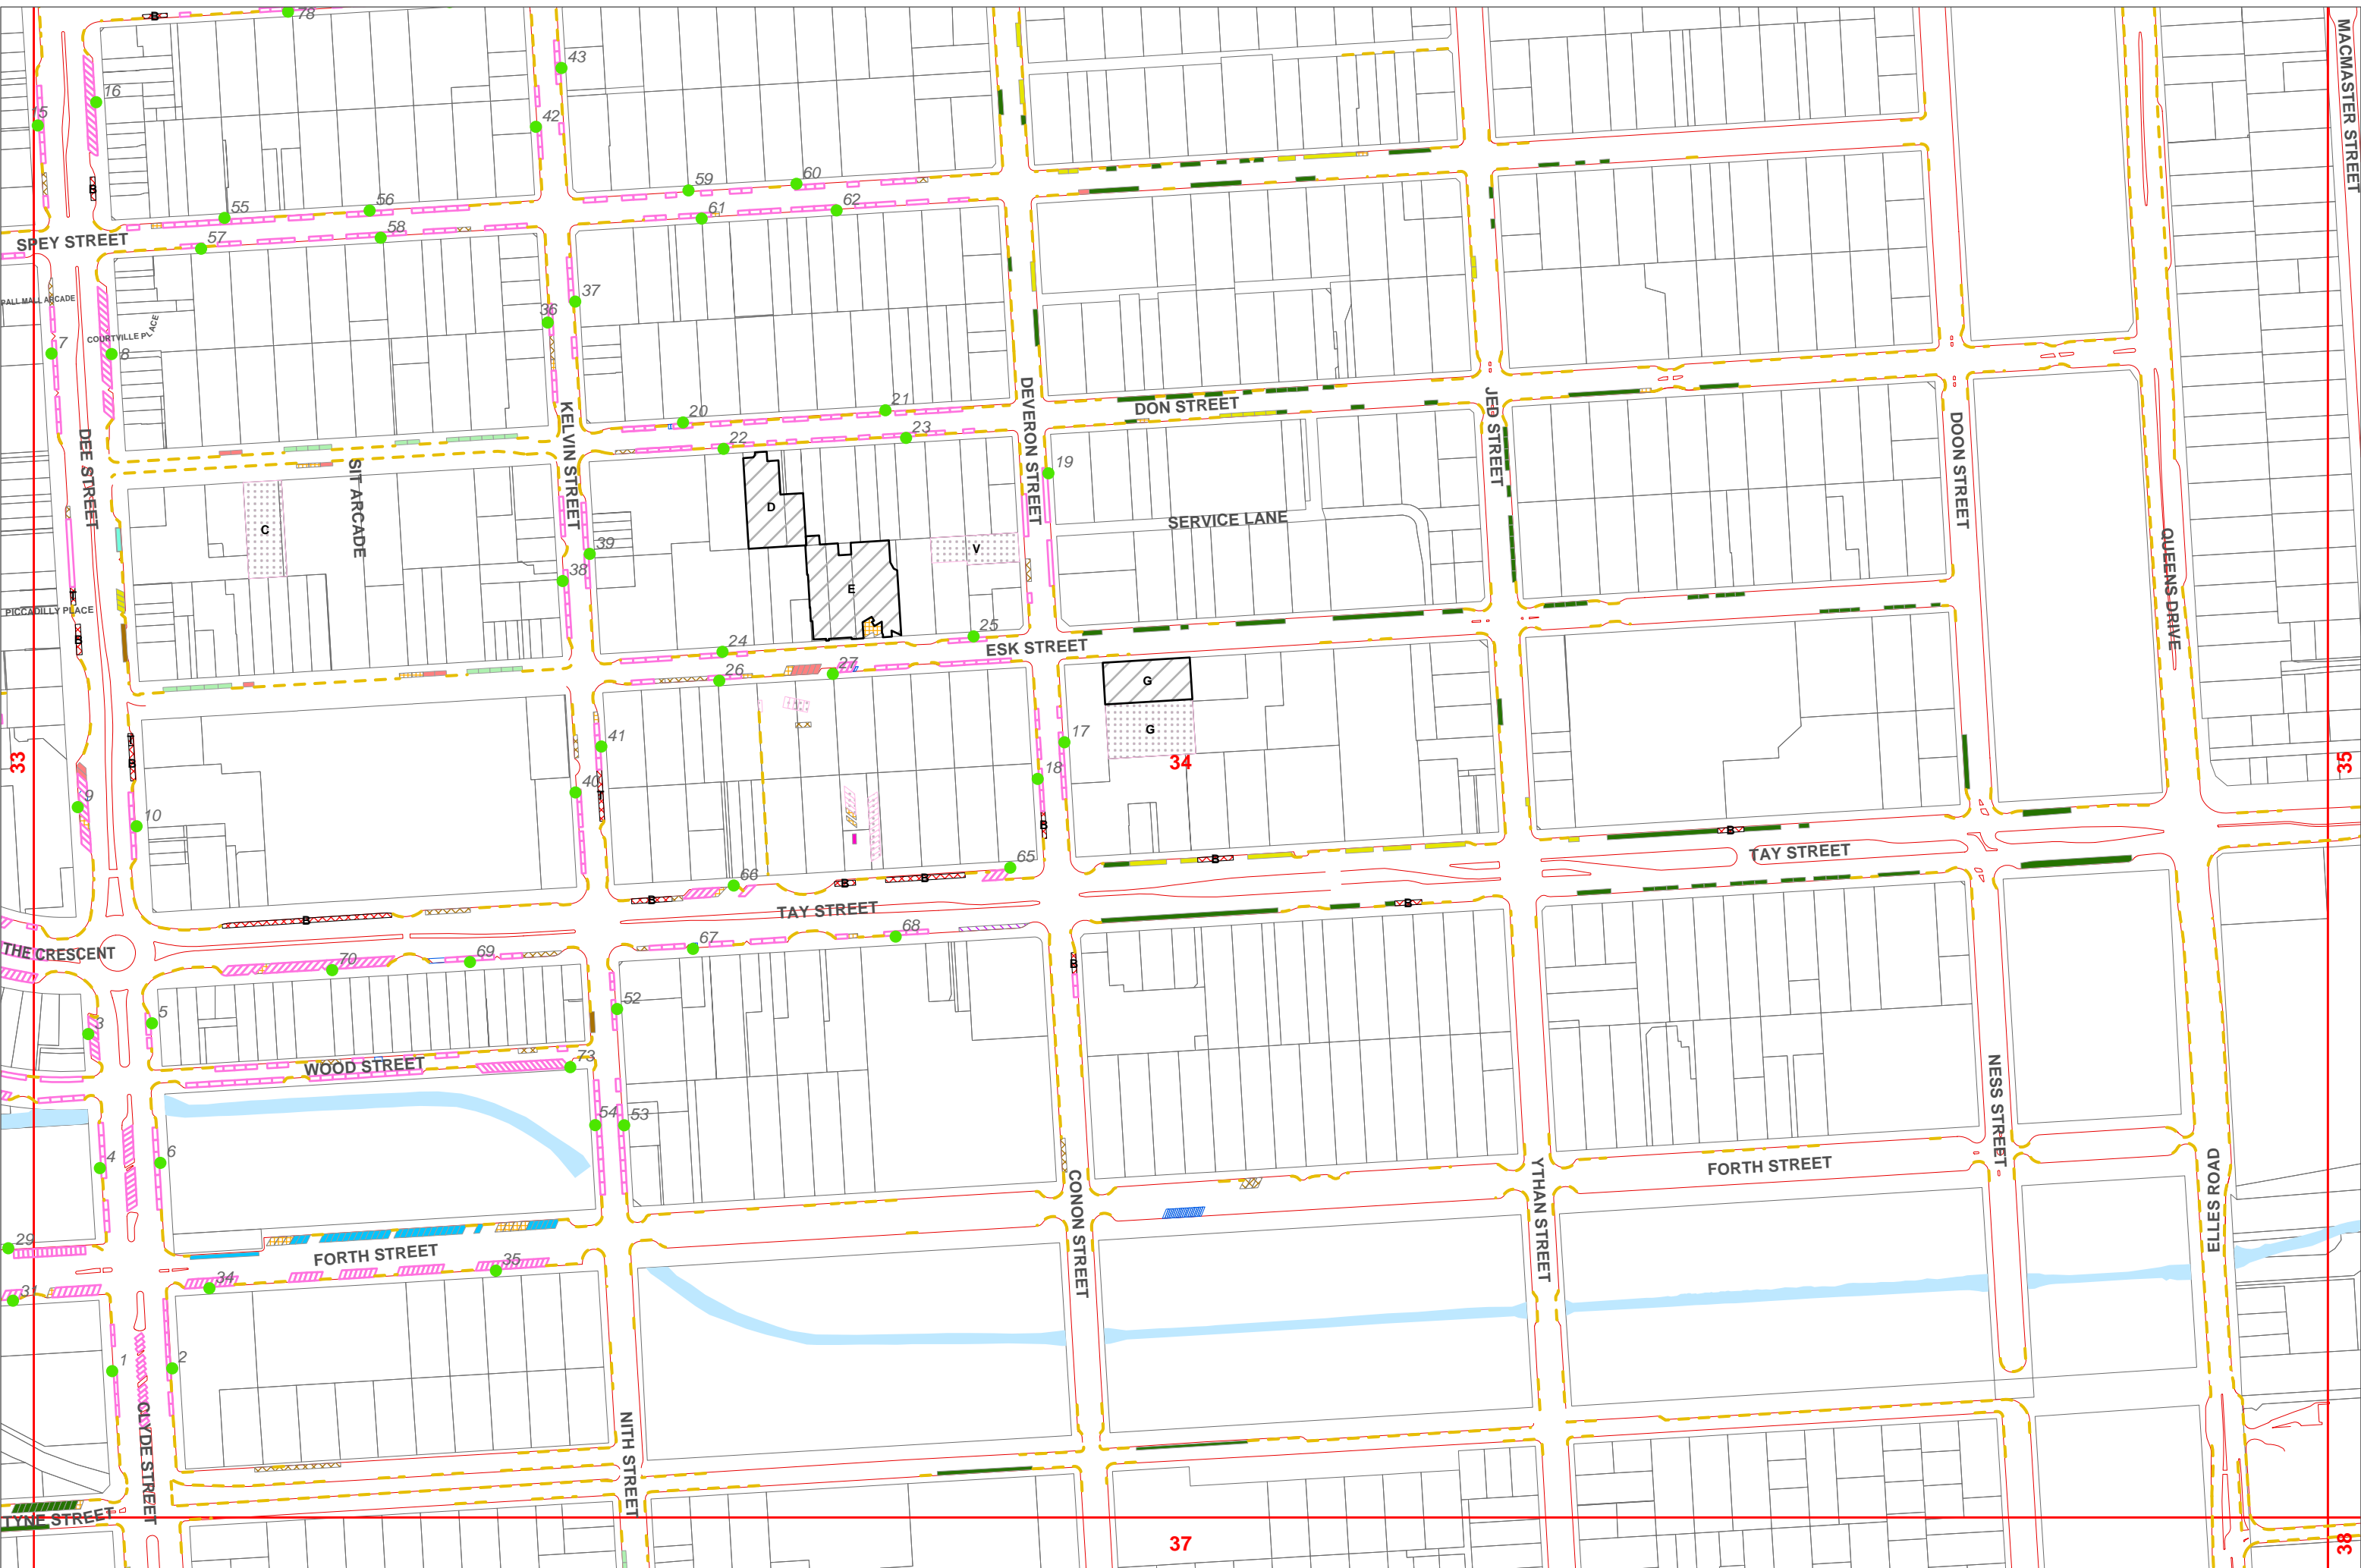 B
78
43
16
15
42
MACMASTER STREET
B
59
60
55
56
61
62
SPEY STREET
57
58
PALL MALL ARCADE
37
36
COURTVILLE PLACE
7
8
DEE STREET
KELVIN STREET
20
21
DEVERON STREET
DON STREET
JED STREET
DOON STREET
22
23
SIT ARCADE
19
C
D
SERVICE LANE
QUEENS DRIVE
39
V
38
E
T
PICCADILLY PLACE
B
24
25
ESK STREET
26
27
G
G
41
17
T
B
33
34
35
18
40
T
9
10
B
B
TAY STREET
B
65
66
B
B
B
TAY STREET
B
B
67
68
THE CRESCENT
70
69
B
52
5
3
73
WOOD STREET
54
53
NESS STREET
4
6
CONON STREET
YTHAN STREET
FORTH STREET
ELLES ROAD
29
FORTH STREET
34
35
31
1
2
CLYDE STREET
NITH STREET
TYNE STREET
37
38